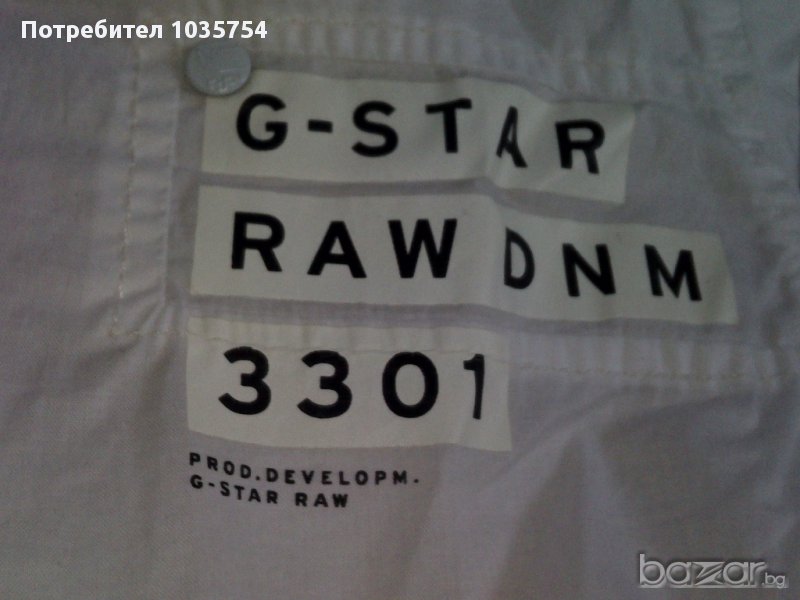 Потребител 1035754
G-STAR
RAW DNM
3301
PROD.DEVELOPM.
G-STAR RAW
bazar.bg